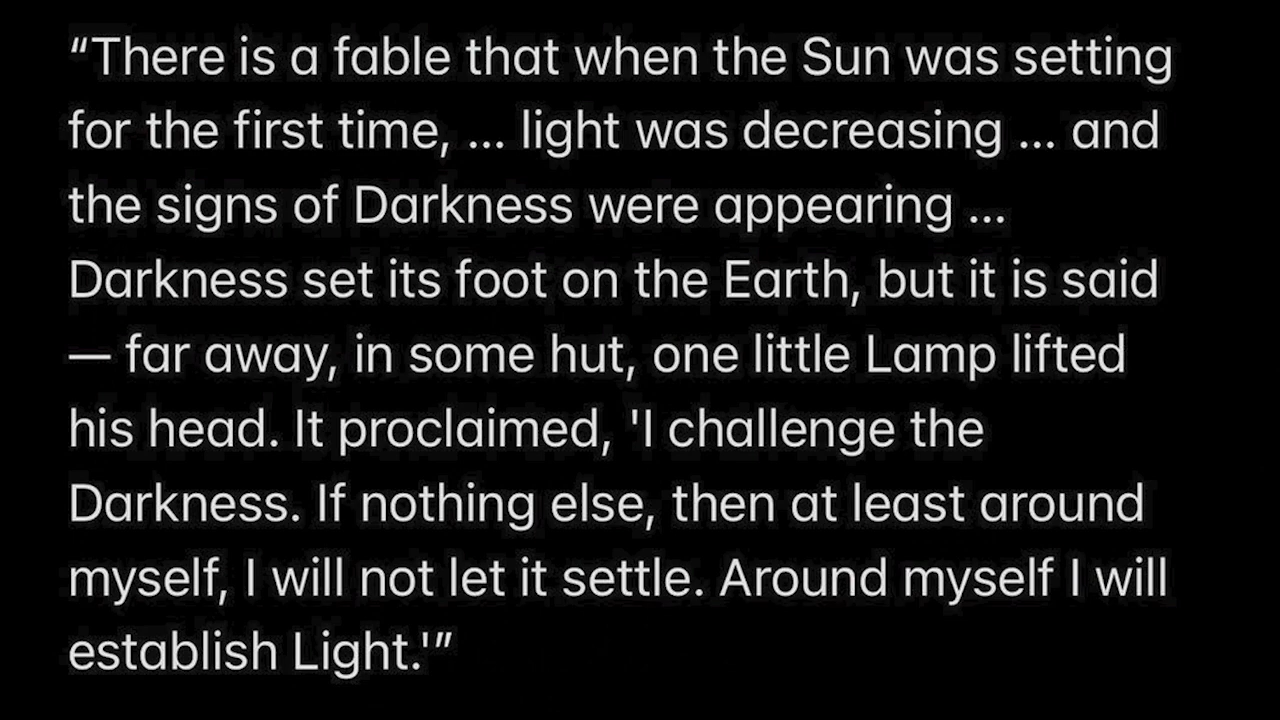 “There is a fable that when the Sun was setting
for the first time, ... light was decreasing ... and
the signs of Darkness were appearing ...
Darkness set its foot on the Earth, but it is said
— far away, in some hut, one little Lamp lifted
his head. It proclaimed, 'I challenge the
Darkness. If nothing else, then at least around
myself, I will not let it settle. Around myself I will
establish Light.'”